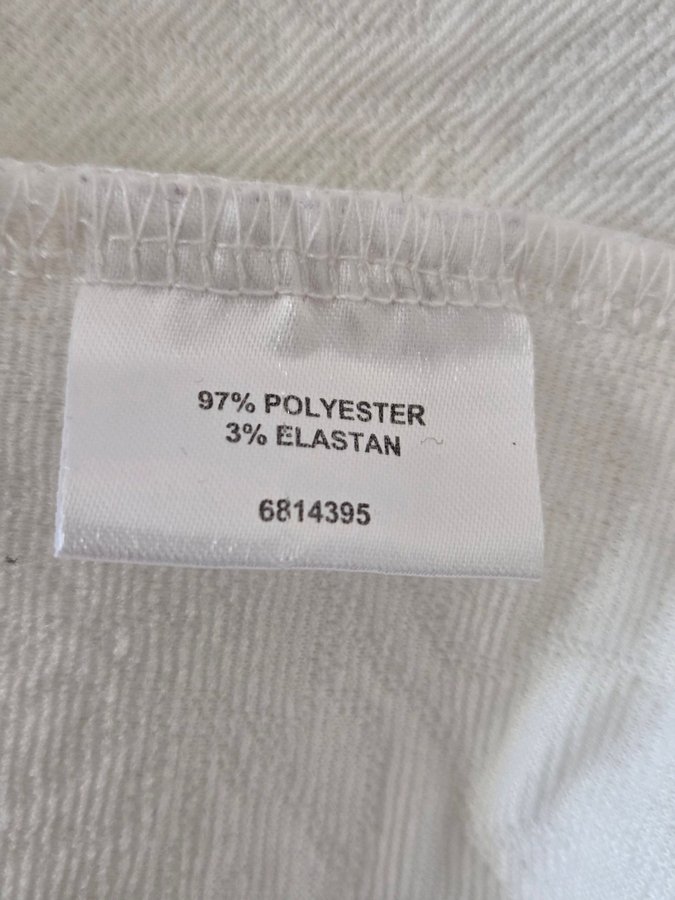 97% POLYESTER
3% ELASTAN
6814395